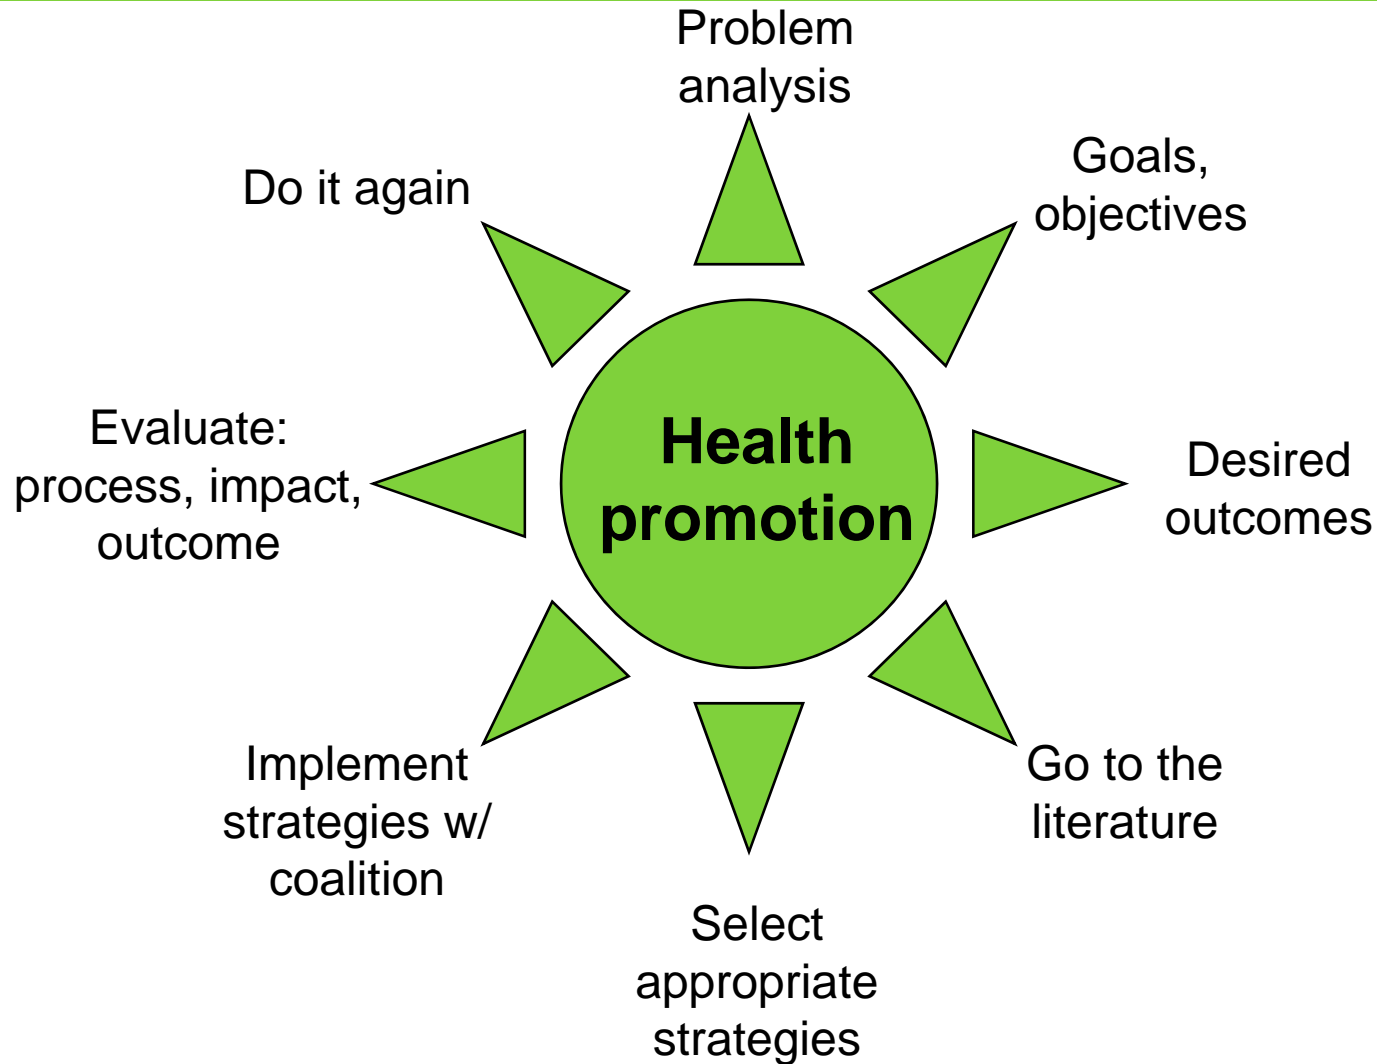 Problem
analysis
Goals,
objectives
Desired
outcomes
Go to the
literature
Select
appropriate
strategies
Implement
strategies w/
coalition
Evaluate:
process, impact,
outcome
Do it again
Health
promotion